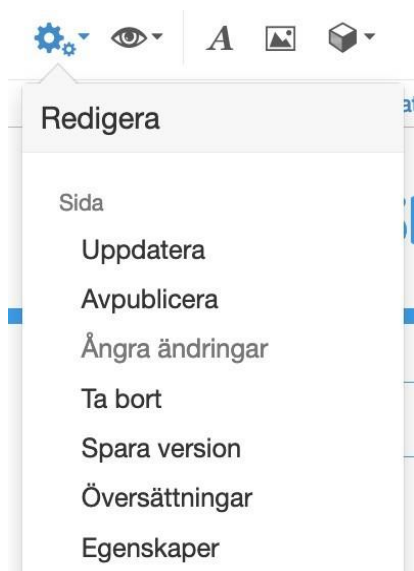 Redigera
Sida
Uppdatera
Avpublicera
Ångra ändringar
Ta bort
Spara version
Översättningar
Egenskaper